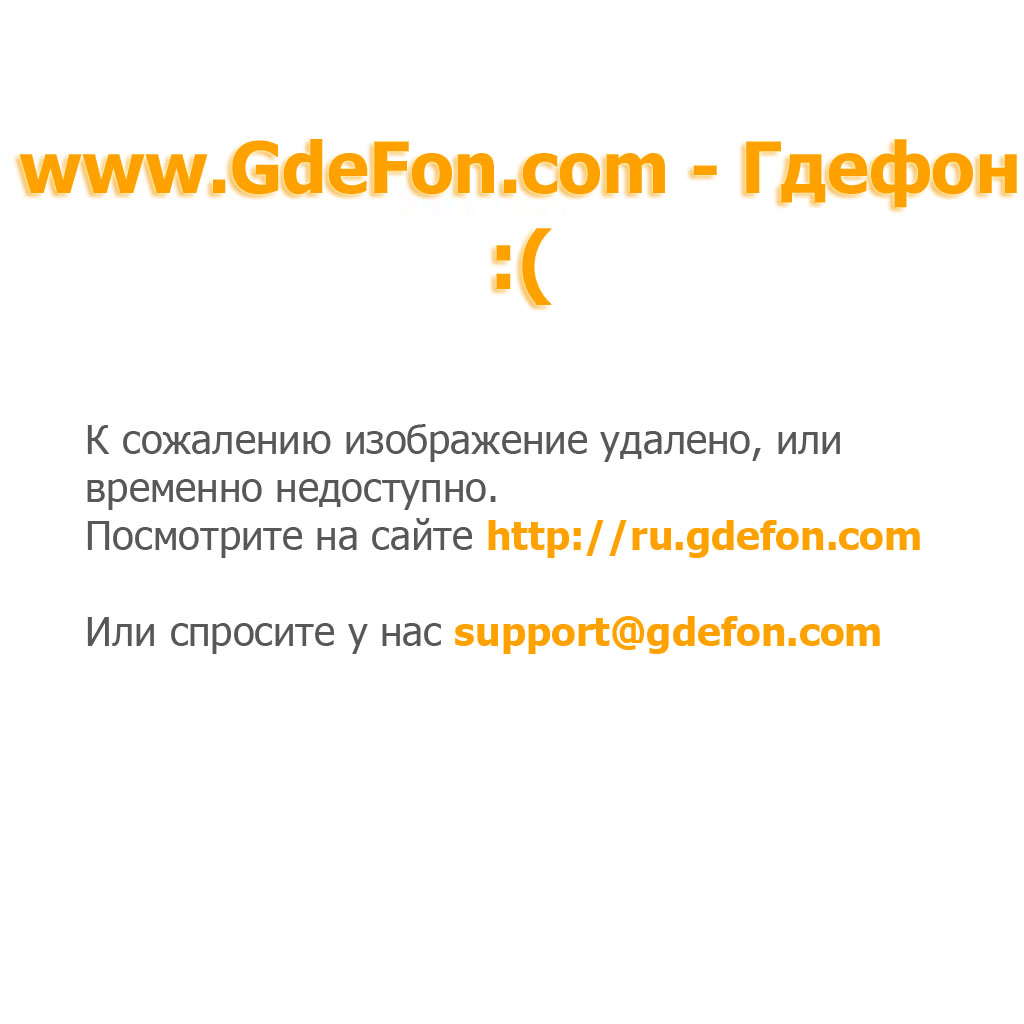 www.GdeFon.com - Гдефон
:(
К сожалению изображение удалено, или
временно недоступно.
Посмотрите на сайте http://ru.gdefon.com
Или спросите у нас support@gdefon.com